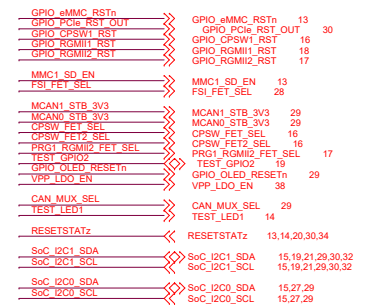 GPIO_eMMC_RSTn GPIO_eMMC_RSTn 13
GPIO_PCIe_RST_OUT GPIO_PCIe_RST_OUT 30
GPIO_CPSW1_RST GPIO_CPSW1_RST 16
GPIO_RGMII1_RST GPIO_RGMII1_RST 18
GPIO_RGMII2_RST GPIO_RGMII2_RST 17
MMC1_SD_EN MMC1_SD_EN 13
FSI_FET_SEL FSI_FET_SEL 28
MCAN1_STB_3V3 MCAN1_STB_3V3 29
MCAN0_STB_3V3 MCAN0_STB_3V3 29
CPSW_FET_SEL CPSW_FET_SEL 16
CPSW_FET2_SEL CPSW_FET2_SEL 16
PRG1_RGMII2_FET_SEL PRG1_RGMII2_FET_SEL 17
TEST_GPIO2 TEST_GPIO2 19
GPIO_OLED_RESETn GPIO_OLED_RESETn 29
VPP_LDO_EN VPP_LDO_EN 38
CAN_MUX_SEL CAN_MUX_SEL 29
TEST_LED1 TEST_LED1 14
RESETSTATz RESETSTATz 13,14,20,30,34
SoC_I2C1_SDA SoC_I2C1_SDA 15,19,21,29,30,32
SoC_I2C1_SCL SoC_I2C1_SCL 15,19,21,29,30,32
SoC_I2C0_SDA SoC_I2C0_SDA 15,27,29
SoC_I2C0_SCL SoC_I2C0_SCL 15,27,29